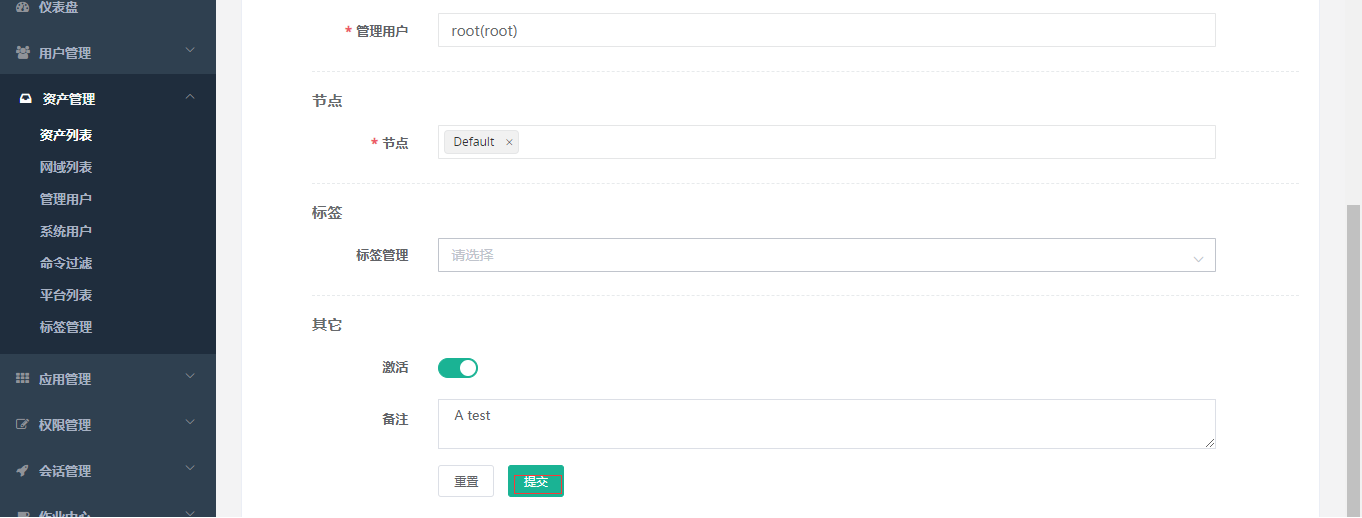 仪表盘
用户管理
资产管理
资产列表
网域列表
管理用户
系统用户
命令过滤
平台列表
标签管理
应用管理
权限管理
会话管理
作业中心
* 管理用户 root(root)
节点
* 节点 Default ×
标签
标签管理 请选择
其它
激活
备注 A test
重置 提交